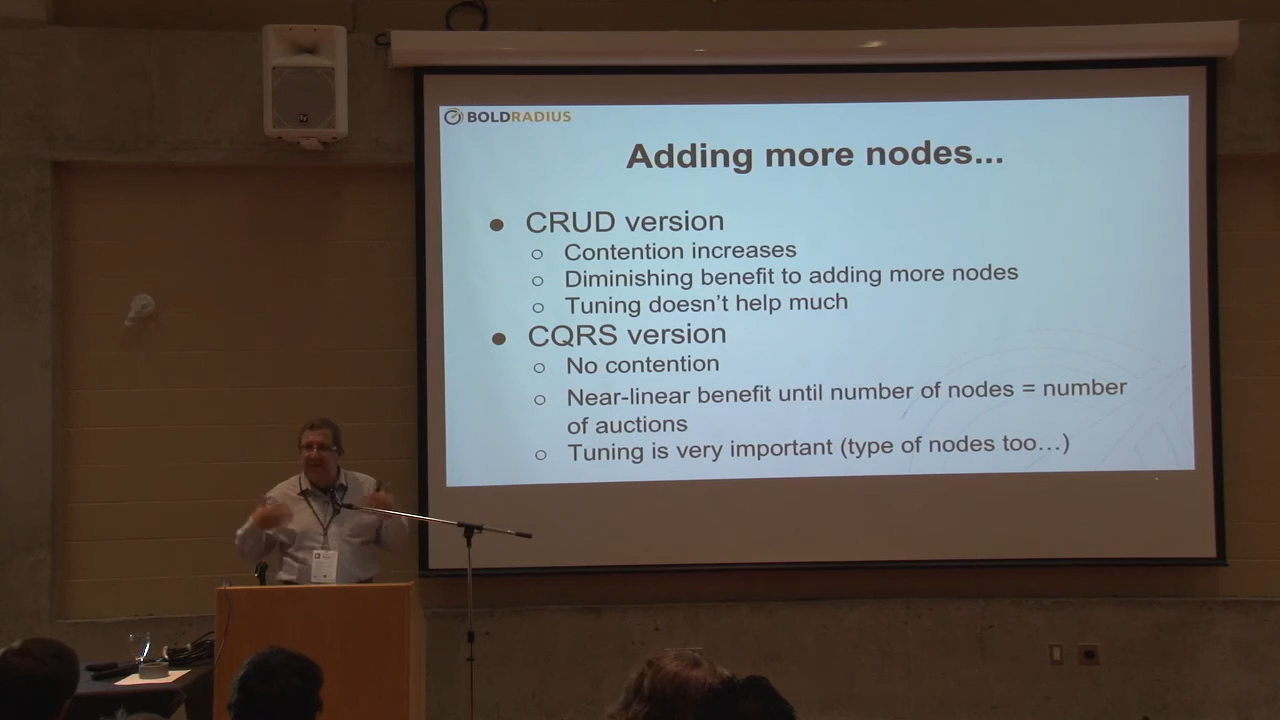 BOLDRADIUS
Adding more nodes...
● CRUD version
○ Contention increases
○ Diminishing benefit to adding more nodes
○ Tuning doesn't help much
● CQRS version
○ No contention
○ Near-linear benefit until number of nodes = number
of auctions
○ Tuning is very important (type of nodes too…)